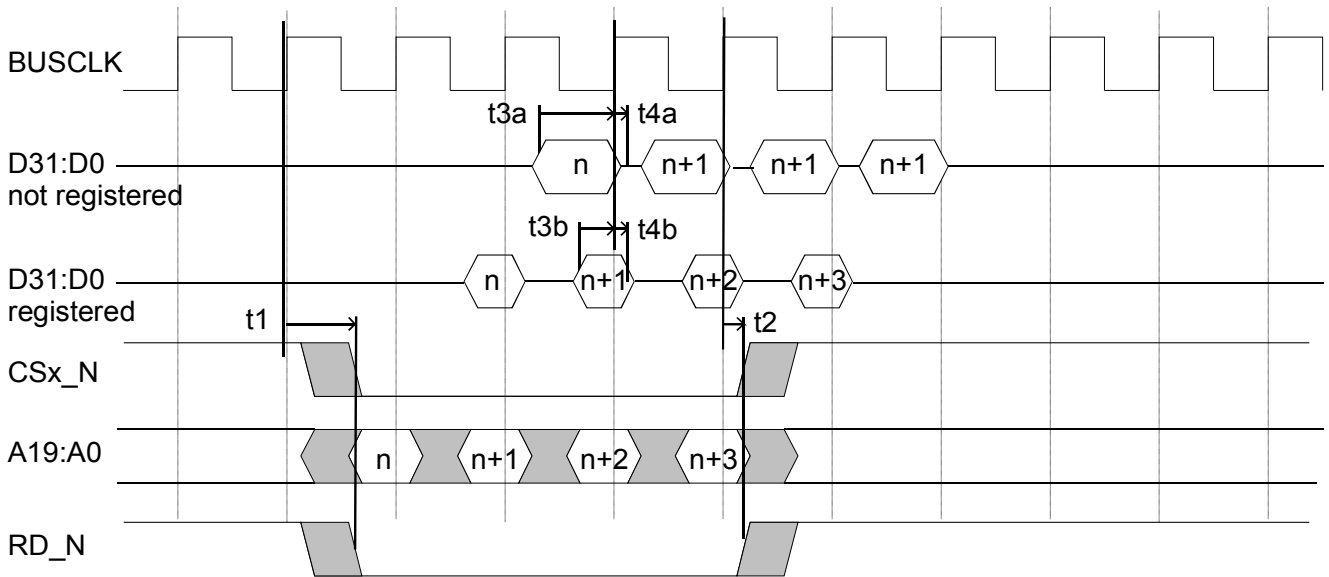 BUSCLK
t3a t4a
D31:D0 n n+1 n+1 n+1
not registered
t3b t4b
D31:D0 n n+1 n+2 n+3
registered
t1 t2
CSx_N
A19:A0 n n+1 n+2 n+3
RD_N